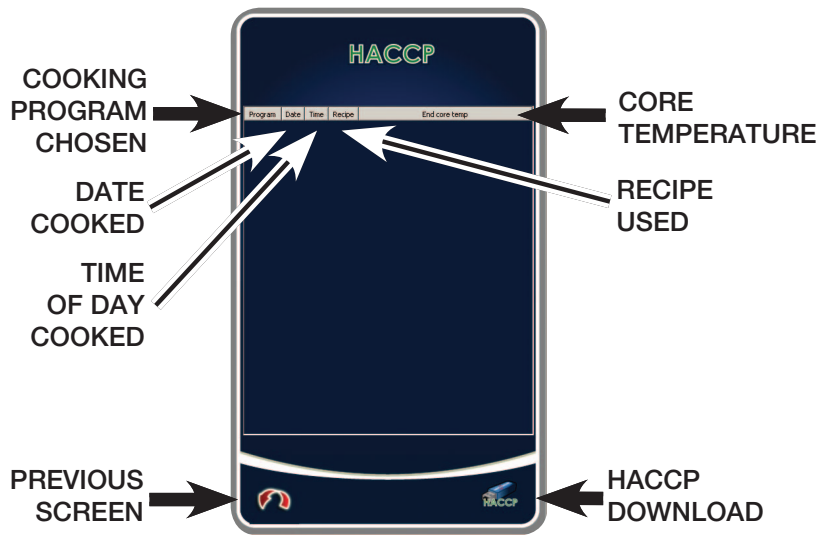 HACCP
COOKING
PROGRAM
CHOSEN
Program Date Time Recipe End core temp
CORE
TEMPERATURE
DATE
COOKED
RECIPE
USED
TIME
OF DAY
COOKED
PREVIOUS
SCREEN
HACCP
HACCP
DOWNLOAD